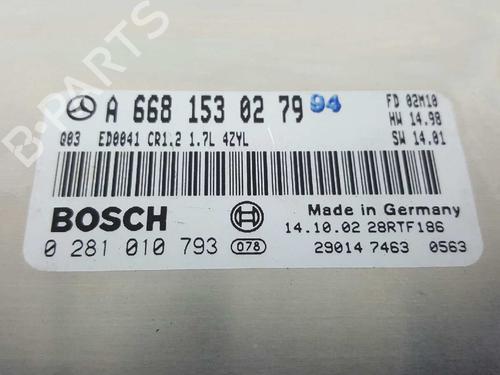 B-PARTS
A 668 153 02 79 94
FD 02M10
HW 14.98
Q03 ED0041 CR1.2 1.7L 4ZYL
SW 14.01
BOSCH
Made in Germany
0 281 010 793 078
14.10.02 28RTF186
29014 7463 0563